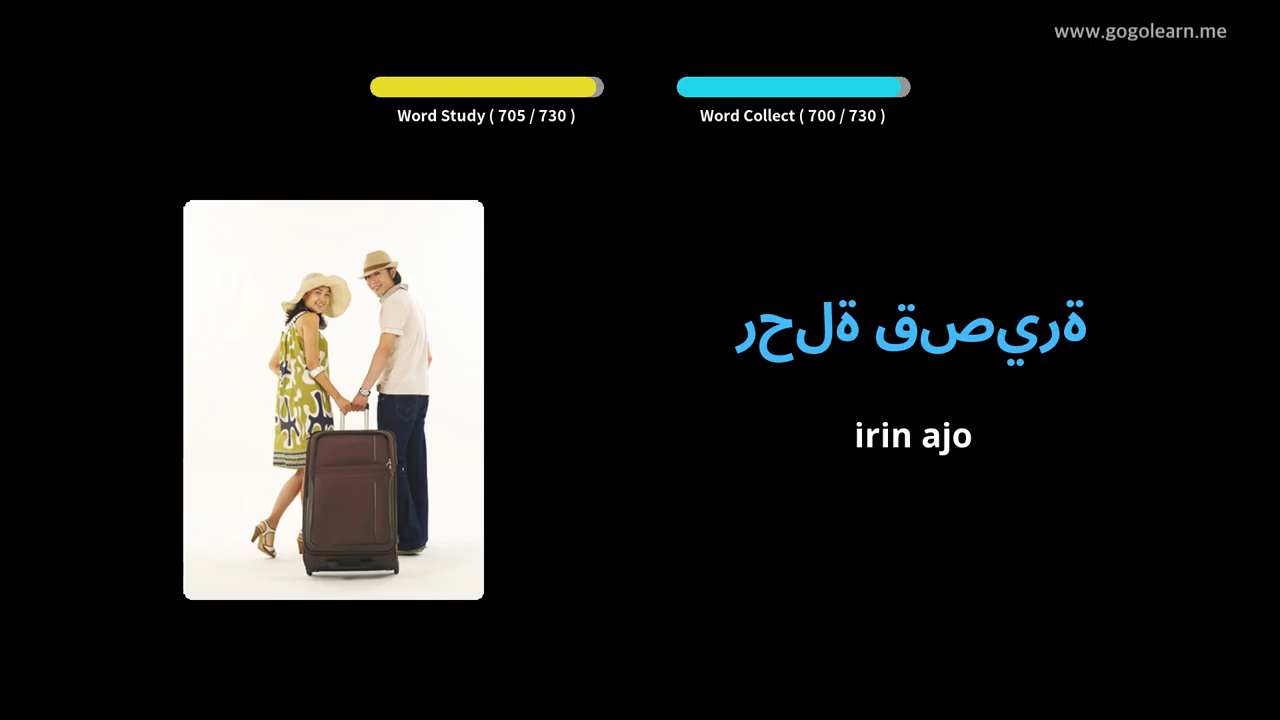 www.gogolearn.me
Word Study ( 705 / 730 )
Word Collect ( 700 / 730 )
رحلة قصيرة
irin ajo